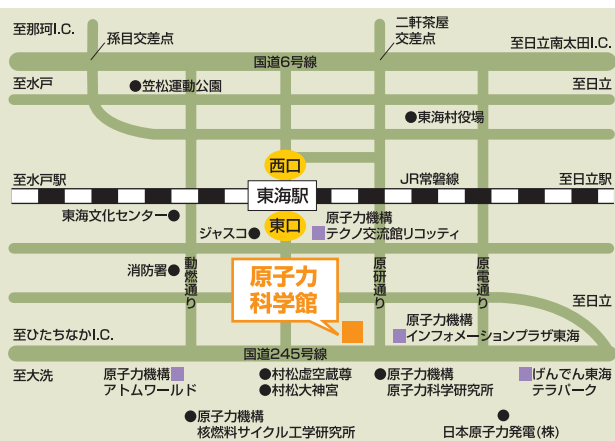 至那珂I.C.
孫目交差点
二軒茶屋
交差点
至日立南太田I.C.
国道6号線
至水戸
●笠松運動公園
至日立
●東海村役場
西口
至水戸駅
東海駅
JR常磐線
至日立駅
東海文化センター●
ジャスコ●
東口
原子力機構
テクノ交流館リコッティ
消防署●
動燃通り
原子力
科学館
原研通り
原電通り
至日立
原子力機構
インフォメーションプラザ東海
至ひたちなかI.C.
国道245号線
至大洗
原子力機構
アトムワールド
●村松虚空蔵尊
●村松大神宮
●原子力機構
原子力科学研究所
げんでん東海
テラパーク
●原子力機構
核燃料サイクル工学研究所
●
日本原子力発電(株)